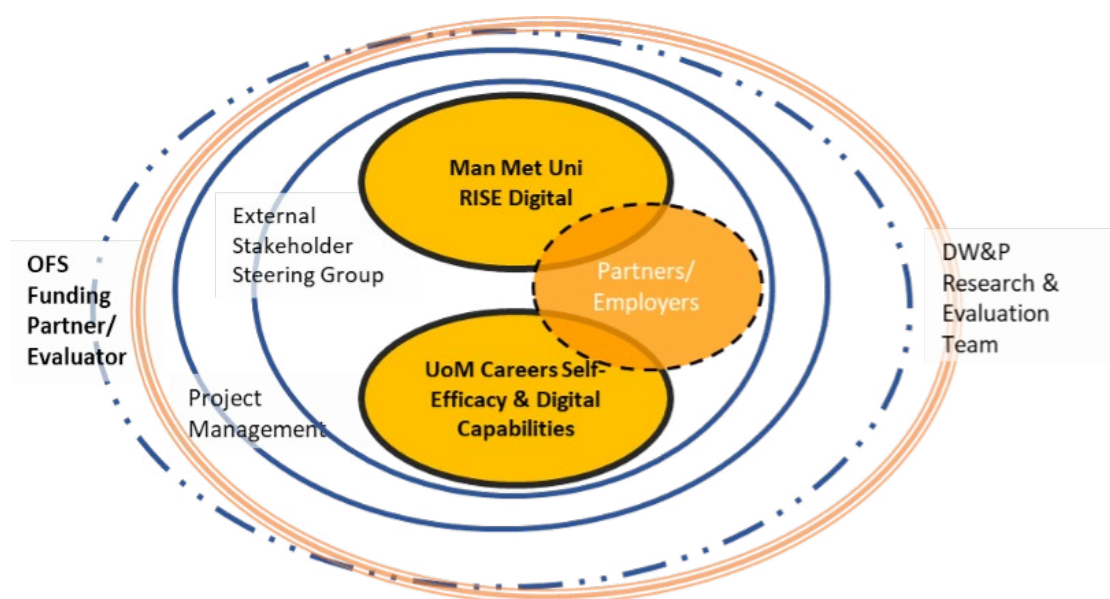 Man Met Uni
RISE Digital
External
Stakeholder
Steering Group
Partners/
Employers
OFS
Funding
Partner/
Evaluator
DW&P
Research &
Evaluation
Team
UoM Careers Self-
Efficacy & Digital
Capabilities
Project
Management